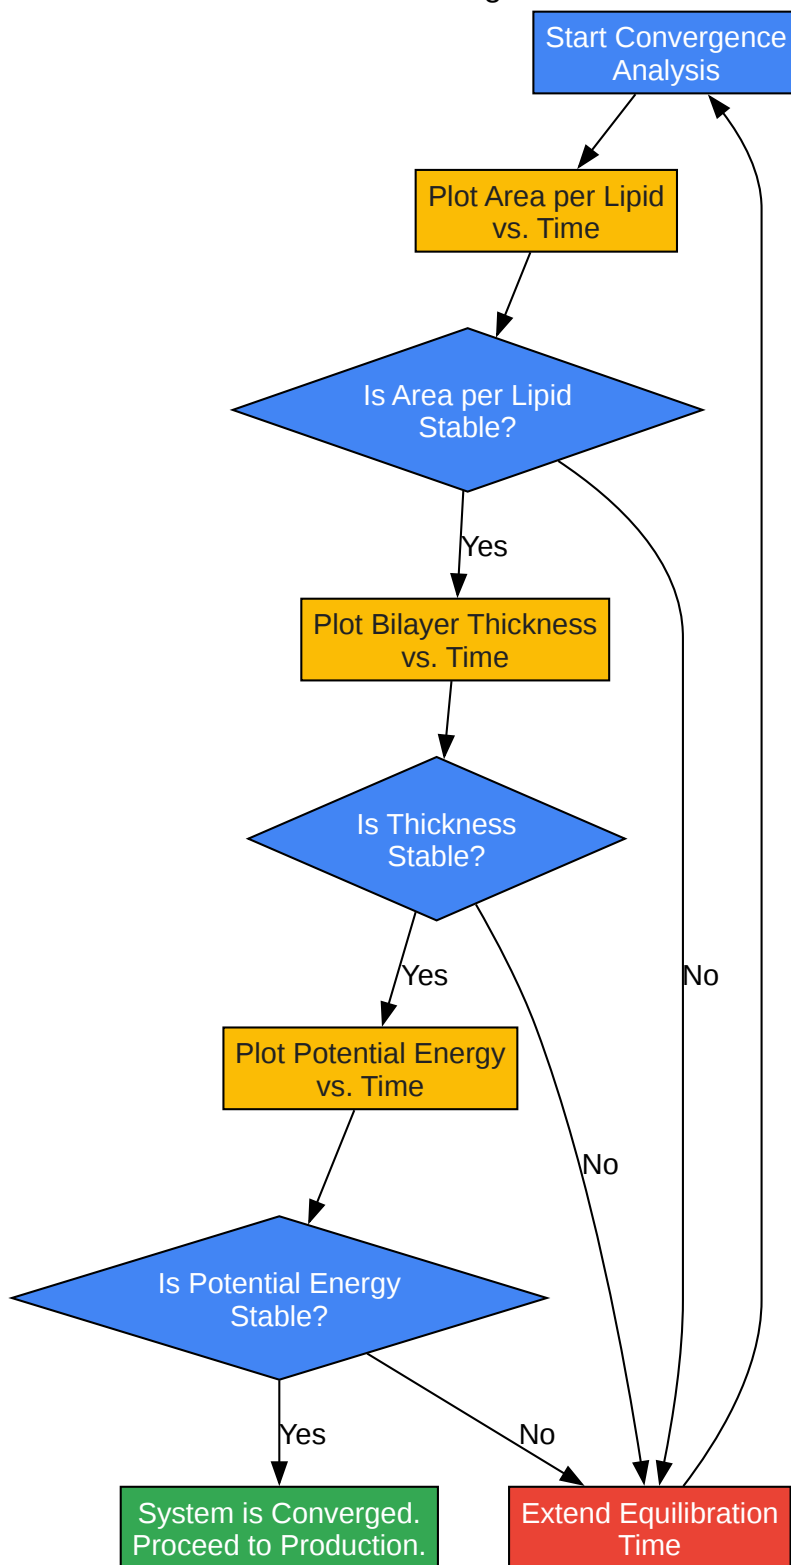 Start Convergence
Analysis
Plot Area per Lipid
vs. Time
Is Area per Lipid
Stable?
Yes
Plot Bilayer Thickness
vs. Time
Is Thickness
Stable?
Yes
No
Plot Potential Energy
vs. Time
No
Is Potential Energy
Stable?
Yes
No
System is Converged.
Proceed to Production.
Extend Equilibration
Time